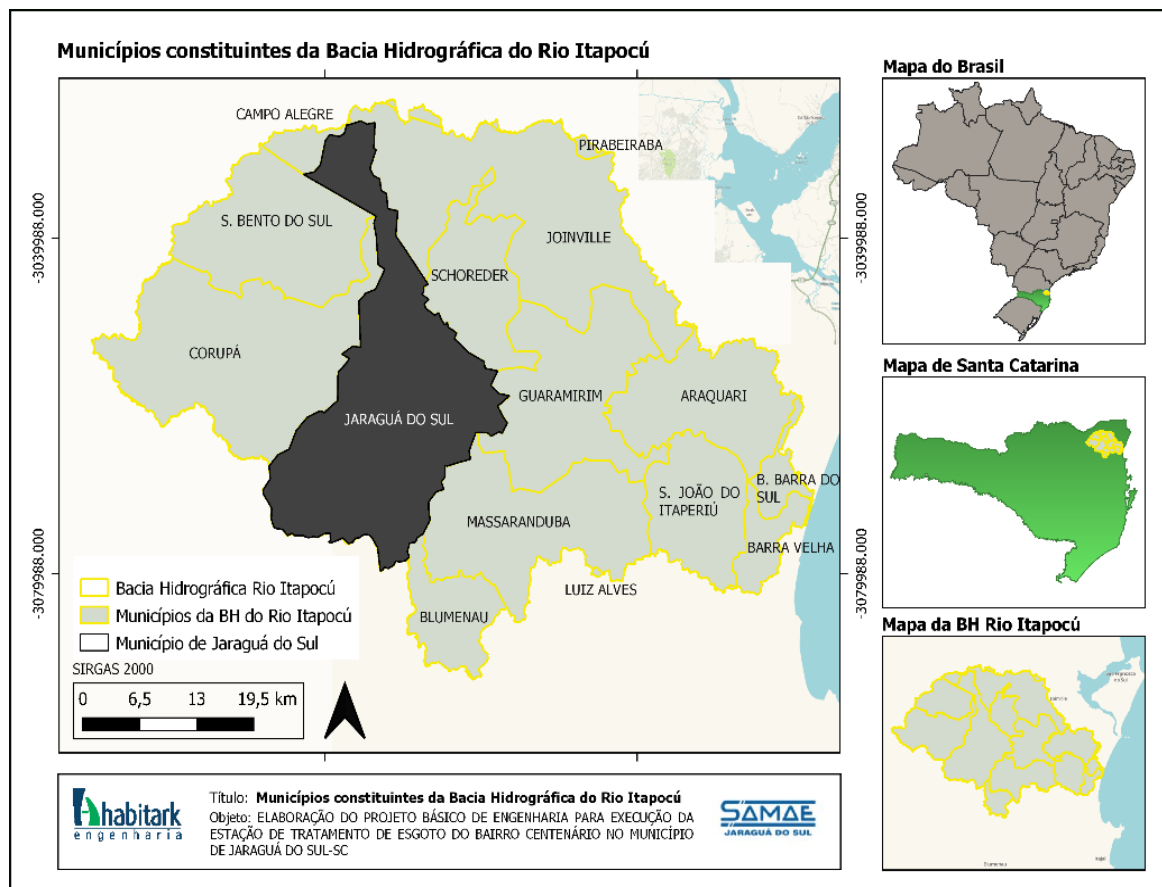 Municípios constituintes da Bacia Hidrográfica do Rio Itapocú
CAMPO ALEGRE
PIRABEIRABA
S. BENTO DO SUL
JOINVILLE
SCHOREDER
CORUPÁ
GUARAMIRIM
ARAQUARI
JARAGUÁ DO SUL
B. BARRA DO
SUL
S. JOÃO DO
ITAPERIÚ
MASSARANDUBA
BARRA VELHA
LUIZ ALVES
BLUMENAU
-3039988.000
-3079988.000
-3039988.000
-3079988.000
Bacia Hidrográfica Rio Itapocú
Municípios da BH do Rio Itapocú
Município de Jaraguá do Sul
SIRGAS 2000
0 6,5 13 19,5 km
Mapa do Brasil
Mapa de Santa Catarina
Mapa da BH Rio Itapocú
Joinville
Blumenau
Itajaí
habitark
engenharia
Título: Municípios constituintes da Bacia Hidrográfica do Rio Itapocú
Objeto: ELABORAÇÃO DO PROJETO BÁSICO DE ENGENHARIA PARA EXECUÇÃO DA
ESTAÇÃO DE TRATAMENTO DE ESGOTO DO BAIRRO CENTENÁRIO NO MUNICÍPIO
DE JARAGUÁ DO SUL-SC
SAMAE
JARAGUÁ DO SUL